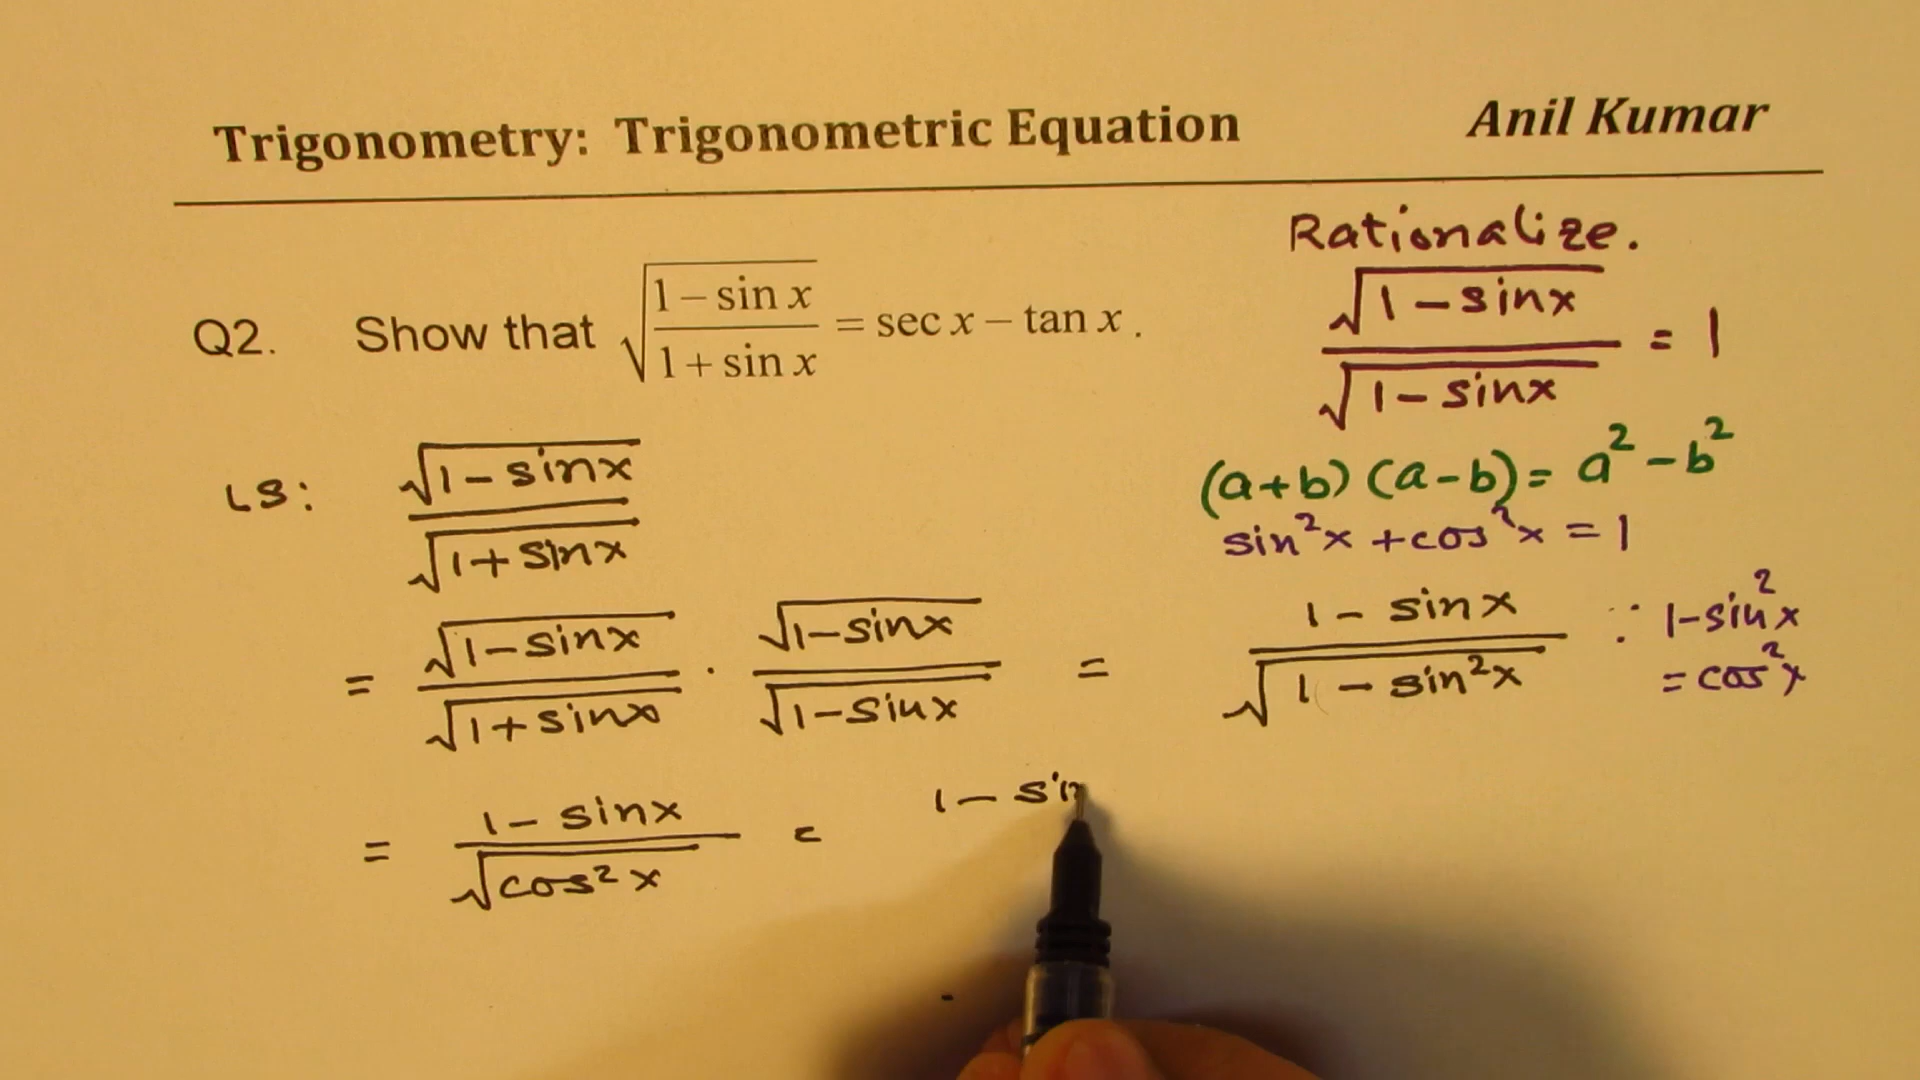 Trigonometry: Trigonometric Equation Anil Kumar
Rationalize.
Q2. Show that √((1 – sin x)/(1 + sin x)) = sec x – tan x .
√(1 – sinx) / √(1 – sinx) = 1
LS: √(1 – sinx) / √(1 + sinx)
(a+b) (a–b) = a² – b²
sin²x + cos²x = 1
= √(1 – sinx) / √(1 + sinx) · √(1–sinx) / √(1–sinx) = (1 – sinx) / √(1 – sin²x) ∵ 1–sin²x
= cos²x
= (1 – sinx) / √(cos²x) = 1 – sin